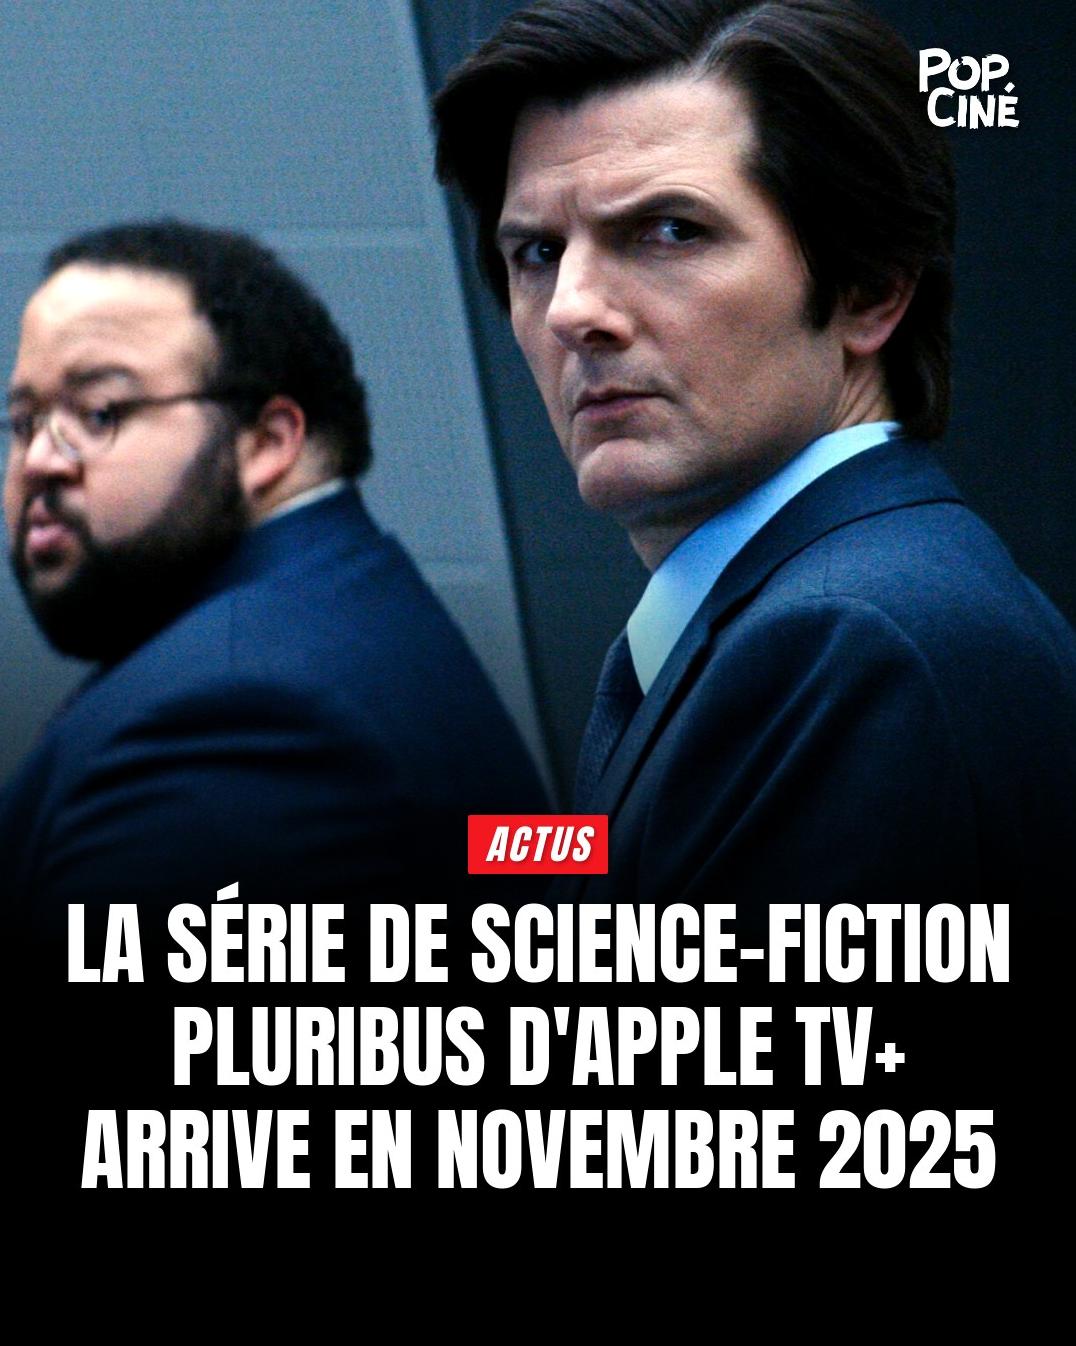 POP.
CINÉ
ACTUS
LA SÉRIE DE SCIENCE-FICTION
PLURIBUS D'APPLE TV+
ARRIVE EN NOVEMBRE 2025